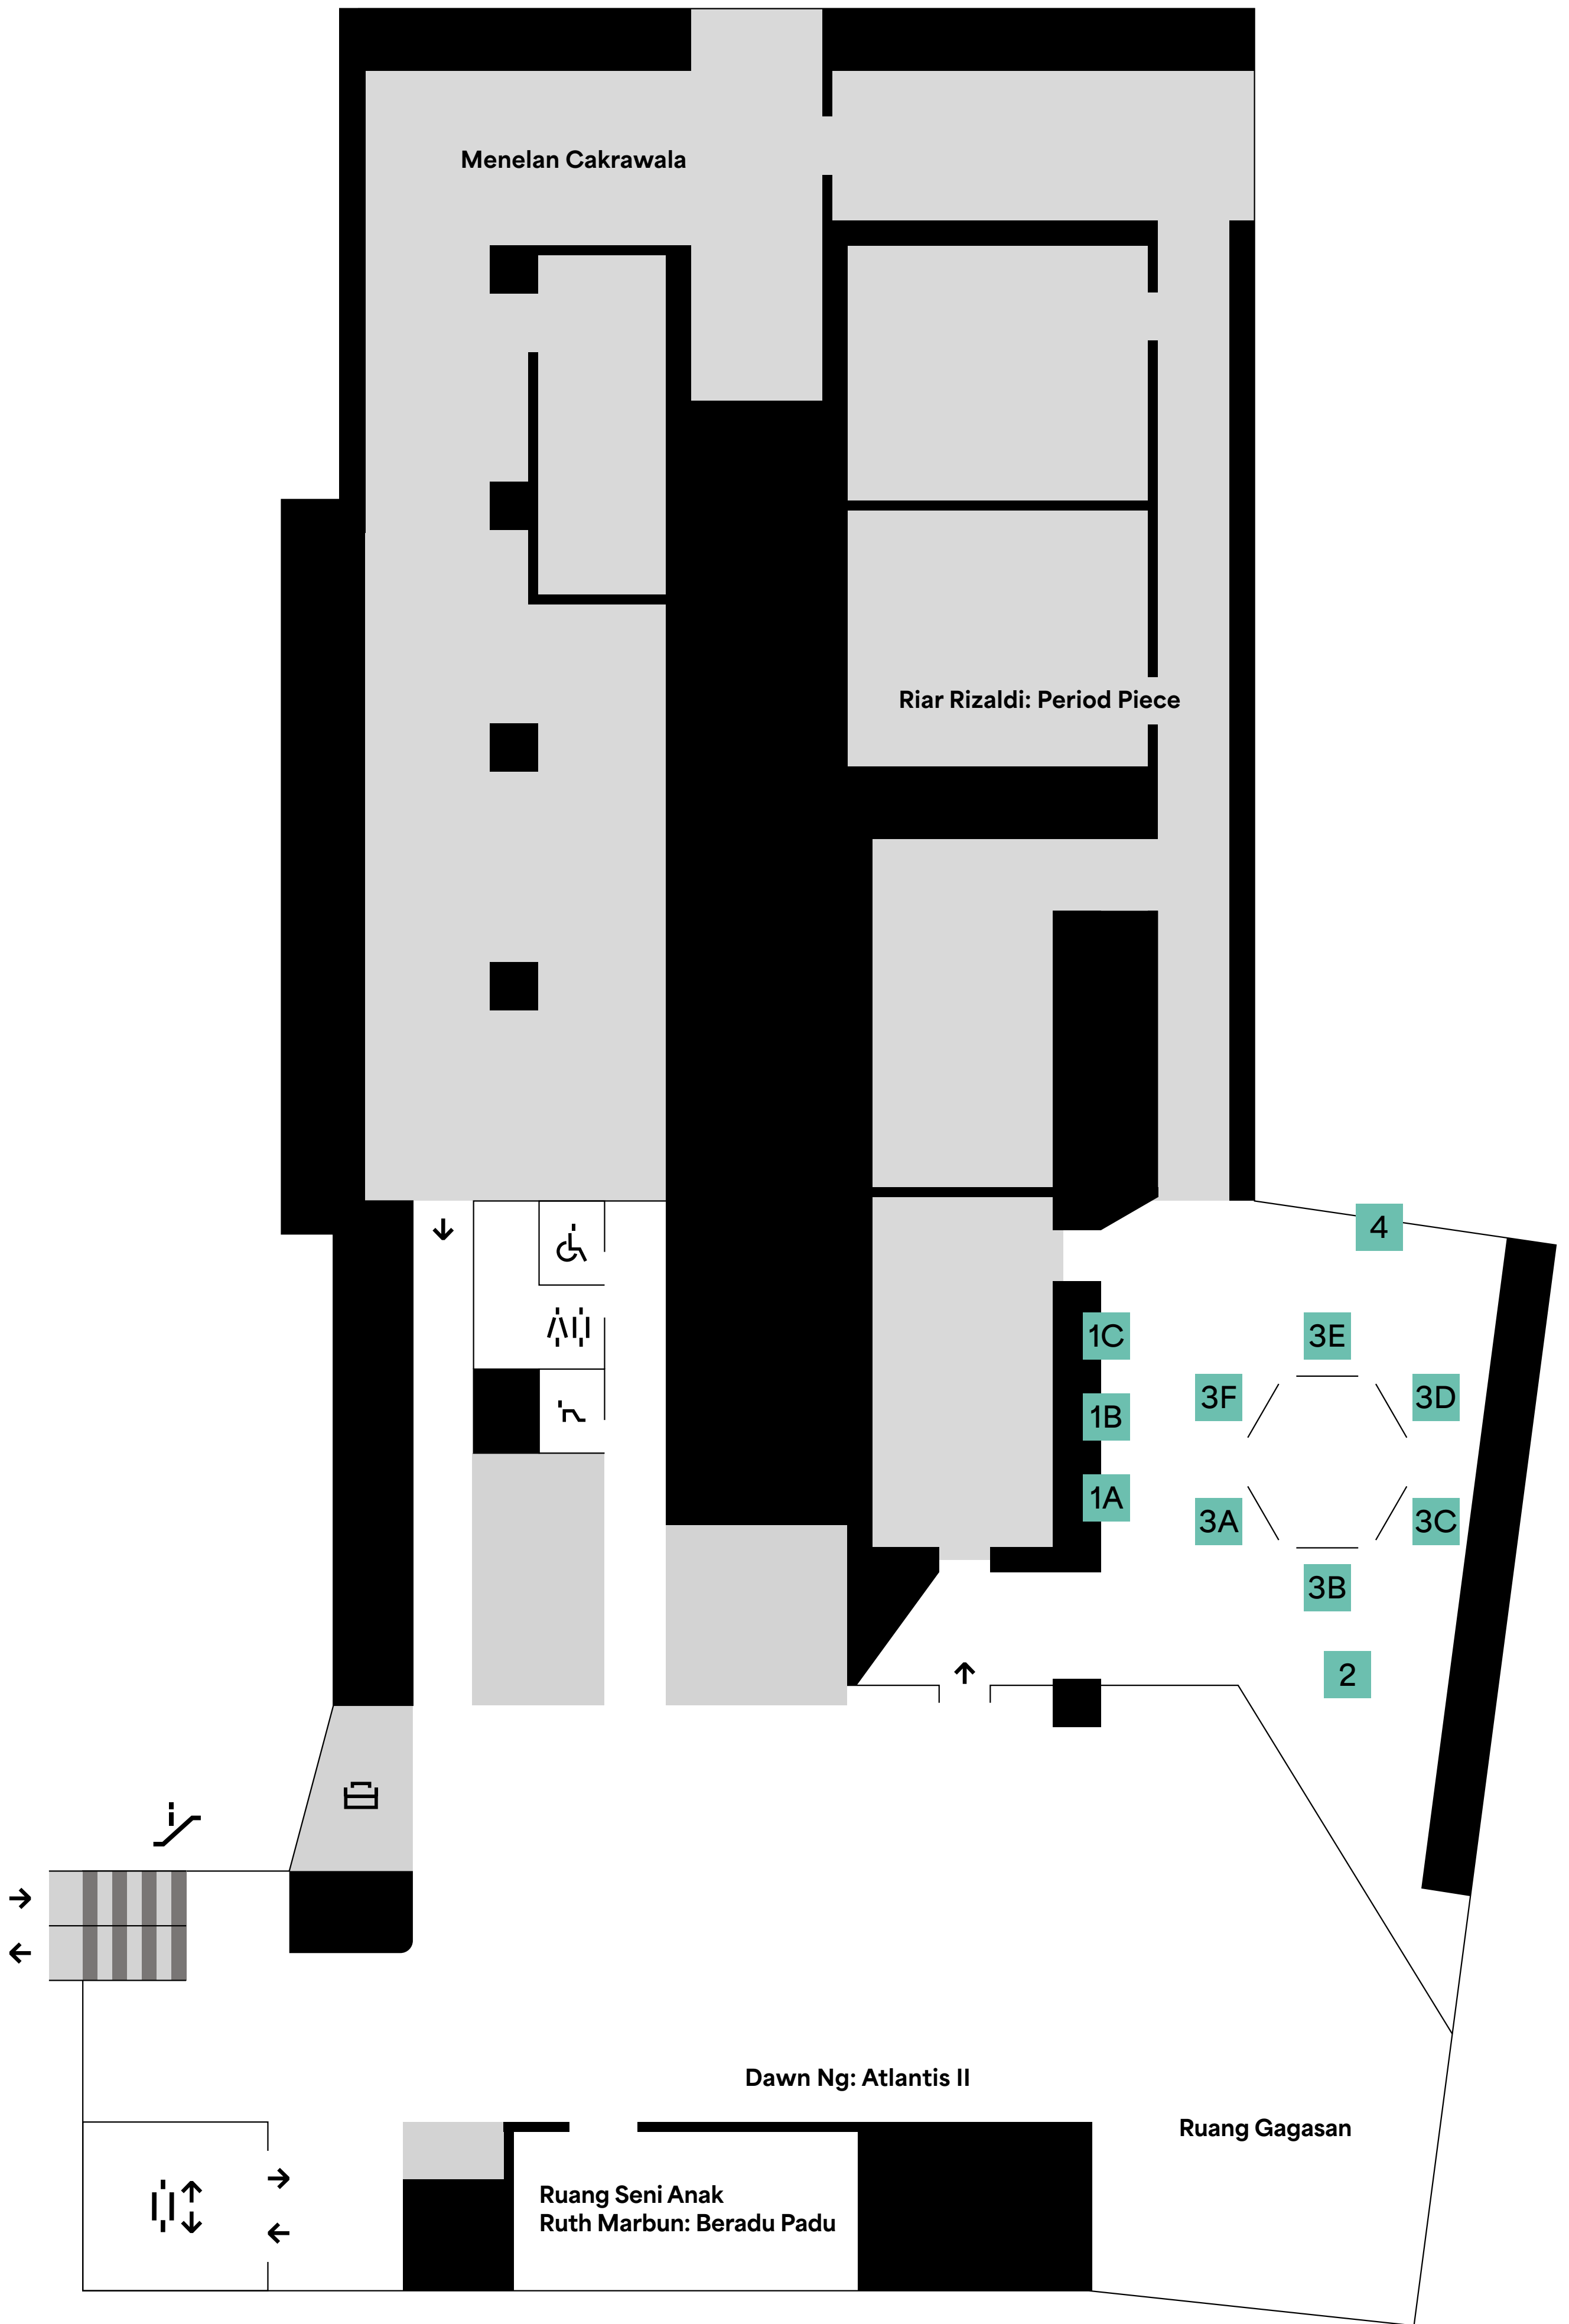 Menelan Cakrawala
Riar Rizaldi: Period Piece
4
1C
3E
3F
3D
1B
1A
3A
3C
3B
2
Dawn Ng: Atlantis II
Ruang Gagasan
Ruang Seni Anak
Ruth Marbun: Beradu Padu